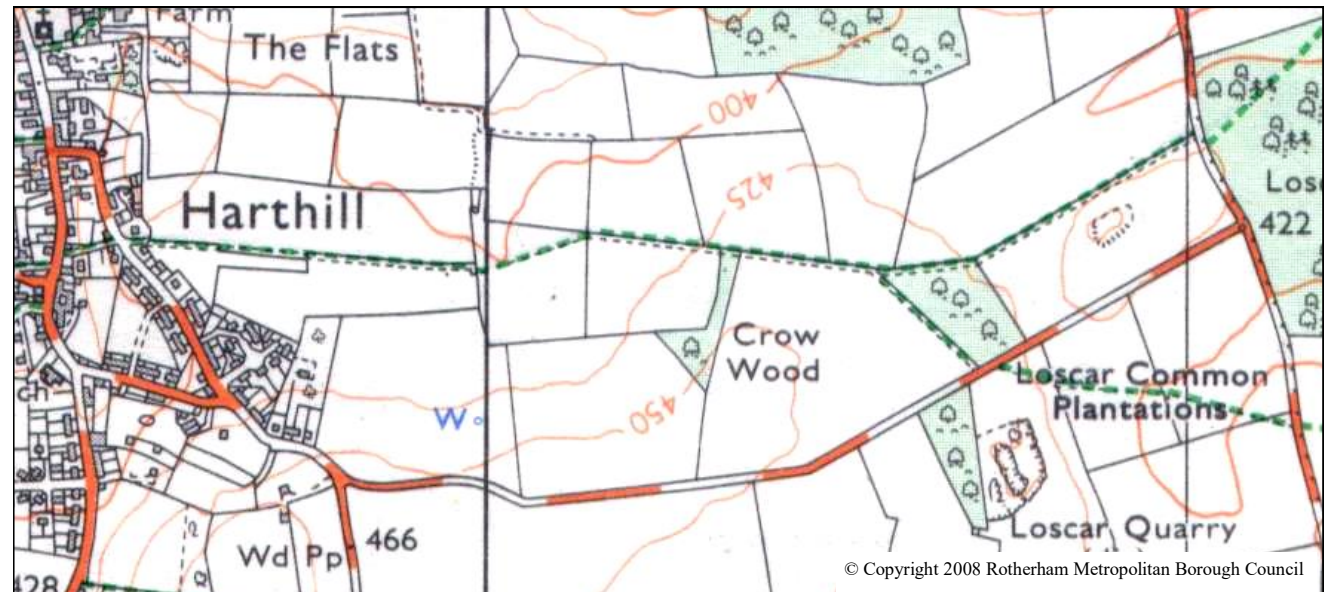 Farm
The Flats
400
425
Harthill
422
Crow
Wood
Loscar Common
Plantations
ch
W
450
Loscar Quarry
466
Wd Pp
428
© Copyright 2008 Rotherham Metropolitan Borough Council